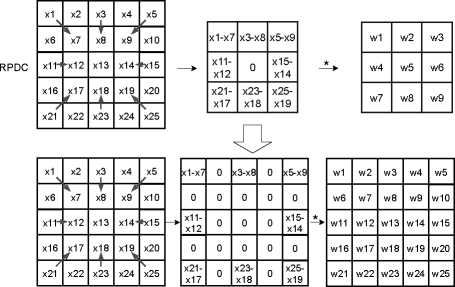 x1 x2 x3 x4 x5
x6 x7 x8 x9 x10
RPDC
x11 x12 x13 x14 x15
x16 x17 x18 x19 x20
x21 x22 x23 x24 x25
x1-x7 x3-x8 x5-x9
x11-x12 0 x15-x14
x21-x17 x23-x18 x25-x19
*
w1 w2 w3
w4 w5 w6
w7 w8 w9
x1 x2 x3 x4 x5
x6 x7 x8 x9 x10
x11 x12 x13 x14 x15
x16 x17 x18 x19 x20
x21 x22 x23 x24 x25
x1-x7 0 x3-x8 0 x5-x9
0 0 0 0 0
x11-x12 0 0 0 x15-x14
0 0 0 0 0
x21-x17 0 x23-x18 0 x25-x19
*
w1 w2 w3 w4 w5
w6 w7 w8 w9 w10
w11 w12 w13 w14 w15
w16 w17 w18 w19 w20
w21 w22 w23 w24 w25